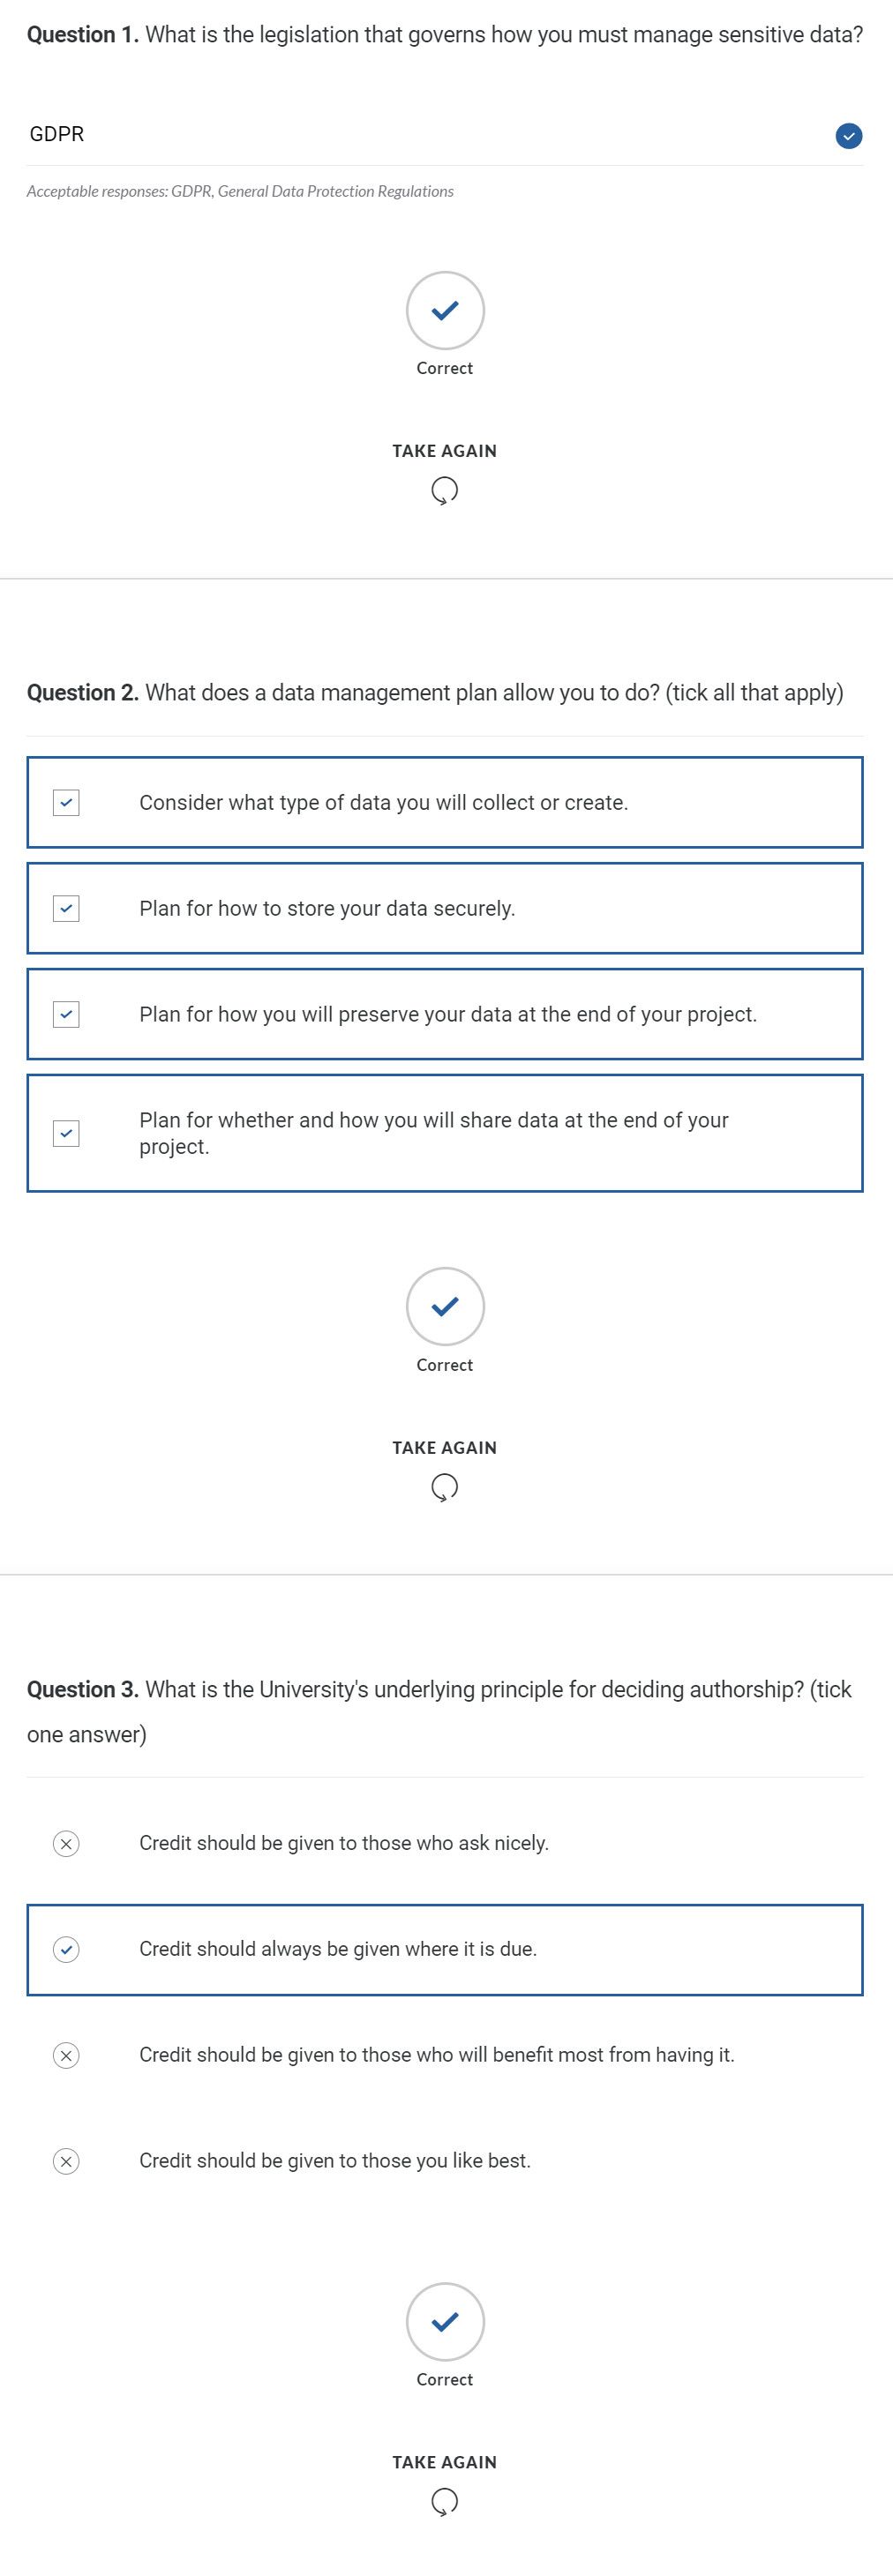 Question 1. What is the legislation that governs how you must manage sensitive data?
GDPR
Acceptable responses: GDPR, General Data Protection Regulations
Correct
TAKE AGAIN
Question 2. What does a data management plan allow you to do? (tick all that apply)
Consider what type of data you will collect or create.
Plan for how to store your data securely.
Plan for how you will preserve your data at the end of your project.
Plan for whether and how you will share data at the end of your
project.
Correct
TAKE AGAIN
Question 3. What is the University's underlying principle for deciding authorship? (tick
one answer)
Credit should be given to those who ask nicely.
Credit should always be given where it is due.
Credit should be given to those who will benefit most from having it.
Credit should be given to those you like best.
Correct
TAKE AGAIN